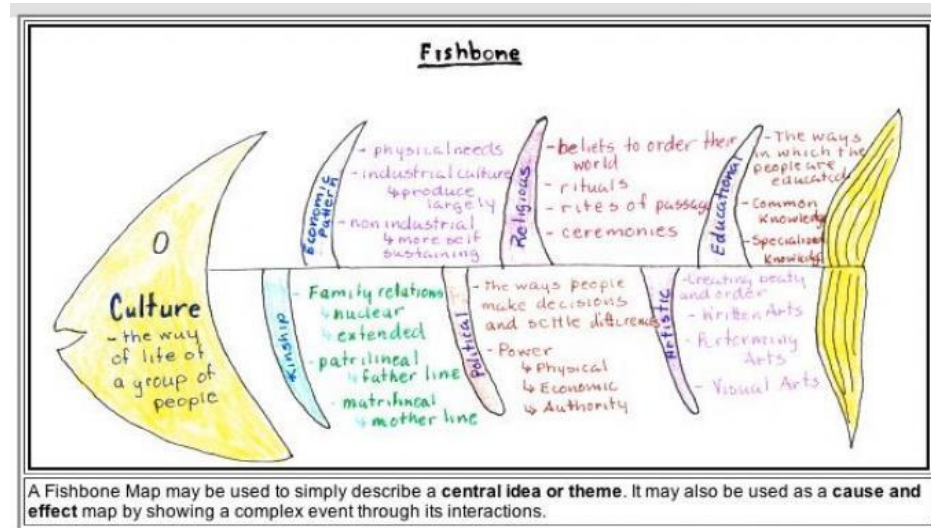 Fishbone
Culture
- the way
of life of
a group of
people
Economic
Pattern
- physical needs
- industrial culture
↳ produce
largely
- non industrial
↳ more self
sustaining
Religious
- beliefs to order their
world
- rituals
- rites of passage
- ceremonies
Educational
- The ways
in which the
people are
educated
- Common
Knowledge
- Specialized
Knowledge
Kinship
- Family relations
↳ nuclear
↳ extended
- patrilineal
↳ father line
- matrilineal
↳ mother line
Political
- the ways people
make decisions
and settle differences
- Power
↳ Physical
↳ Economic
↳ Authority
Artistic
- Creating beaty
and order
- Written Arts
- Performing
Arts
- Visual Arts
A Fishbone Map may be used to simply describe a central idea or theme. It may also be used as a cause and
effect map by showing a complex event through its interactions.